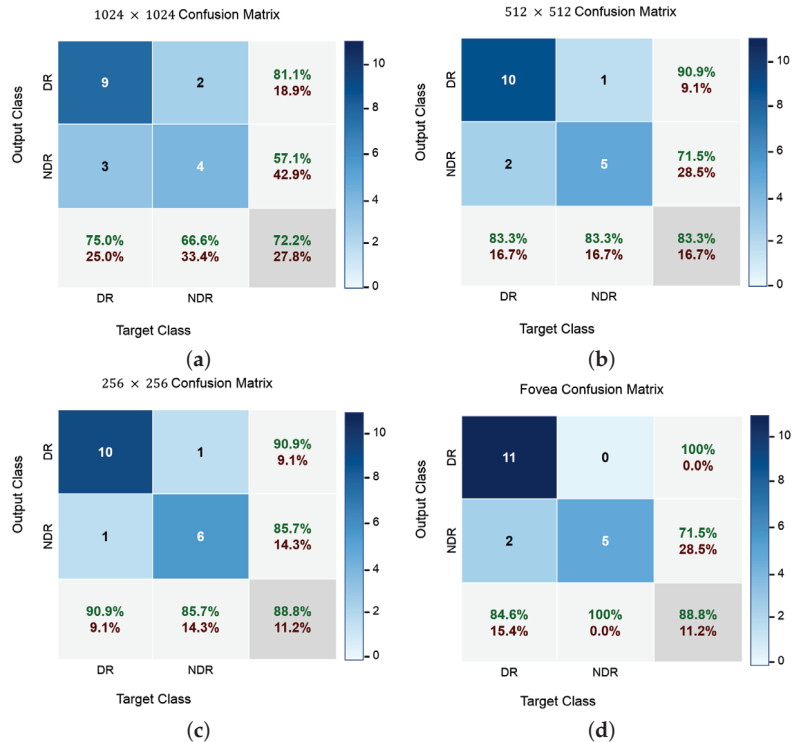 1024 × 1024 Confusion Matrix
Output Class
DR
9
2
81.1%
18.9%
NDR
3
4
57.1%
42.9%
75.0%
25.0%
66.6%
33.4%
72.2%
27.8%
DR
NDR
Target Class
10
8
6
4
2
0
(a)
512 × 512 Confusion Matrix
Output Class
DR
10
1
90.9%
9.1%
NDR
2
5
71.5%
28.5%
83.3%
16.7%
83.3%
16.7%
83.3%
16.7%
DR
NDR
Target Class
10
8
6
4
2
0
(b)
256 × 256 Confusion Matrix
Output Class
DR
10
1
90.9%
9.1%
NDR
1
6
85.7%
14.3%
90.9%
9.1%
85.7%
14.3%
88.8%
11.2%
DR
NDR
Target Class
10
8
6
4
2
0
(c)
Fovea Confusion Matrix
Output Class
DR
11
0
100%
0.0%
NDR
2
5
71.5%
28.5%
84.6%
15.4%
100%
0.0%
88.8%
11.2%
DR
NDR
Target Class
10
8
6
4
2
0
(d)